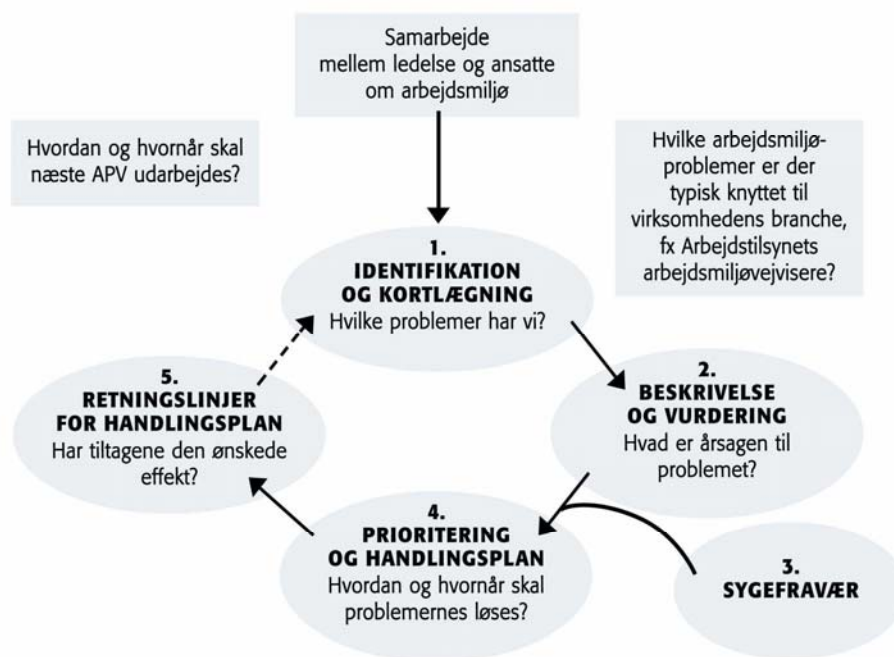 Samarbejde
mellem ledelse og ansatte
om arbejdsmiljø
Hvordan og hvornår skal
næste APV udarbejdes?
Hvilke arbejdsmiljø-
problemer er der
typisk knyttet til
virksomhedens branche,
fx Arbejdstilsynets
arbejdsmiljøvejvisere?
1.
IDENTIFIKATION
OG KORTLÆGNING
Hvilke problemer har vi?
2.
BESKRIVELSE
OG VURDERING
Hvad er årsagen til
problemet?
3.
SYGEFRAVÆR
4.
PRIORITERING
OG HANDLINGSPLAN
Hvordan og hvornår skal
problemernes løses?
5.
RETNINGSLINJER
FOR HANDLINGSPLAN
Har tiltagene den ønskede
effekt?